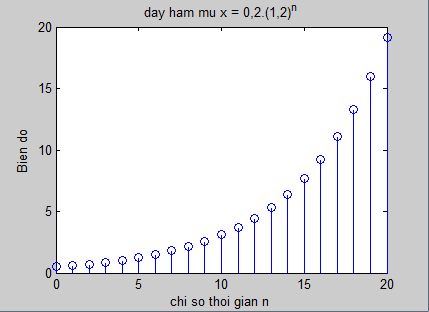 day ham mu x = 0,2.(1,2)^n
Bien do
20
15
10
5
0
0 5 10 15 20
chi so thoi gian n